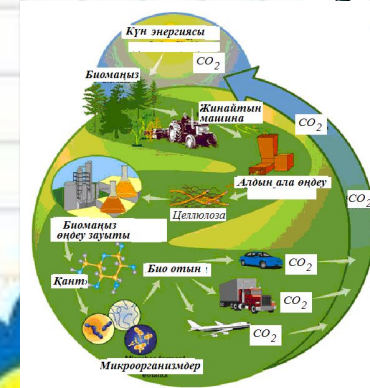 Күн энергиясы
CO2
Биомаңыз
Жинайтын
машина
CO2
Алдын ала өңдеу
CO2
Целлюлоза
Биомаңыз
өңдеу зауыты
Қант
Био отын
CO2
CO2
CO2
Микроорганизмдер